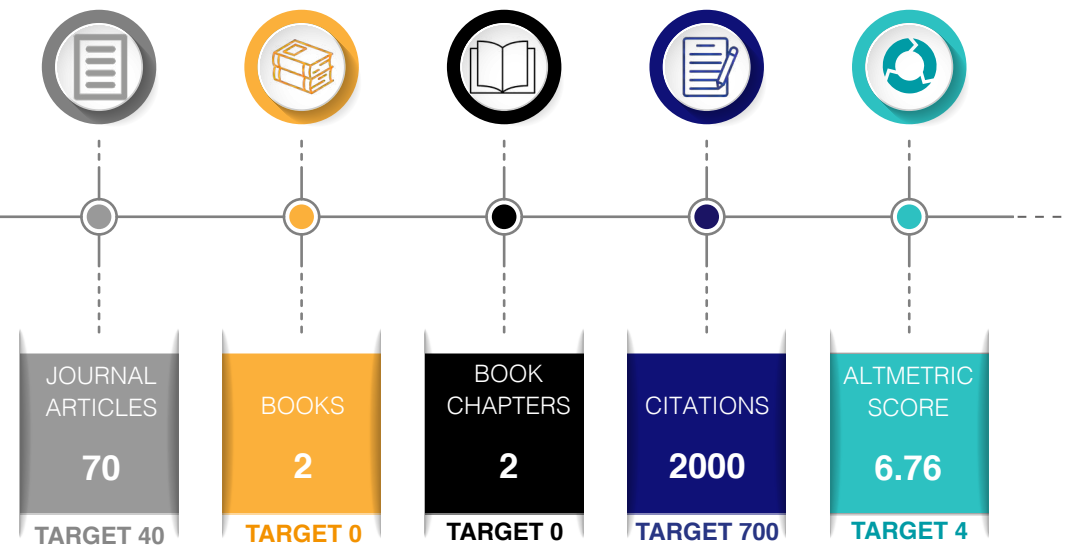 JOURNAL
ARTICLES
70
TARGET 40
BOOKS
2
TARGET 0
BOOK
CHAPTERS
2
TARGET 0
CITATIONS
2000
TARGET 700
ALTMETRIC
SCORE
6.76
TARGET 4